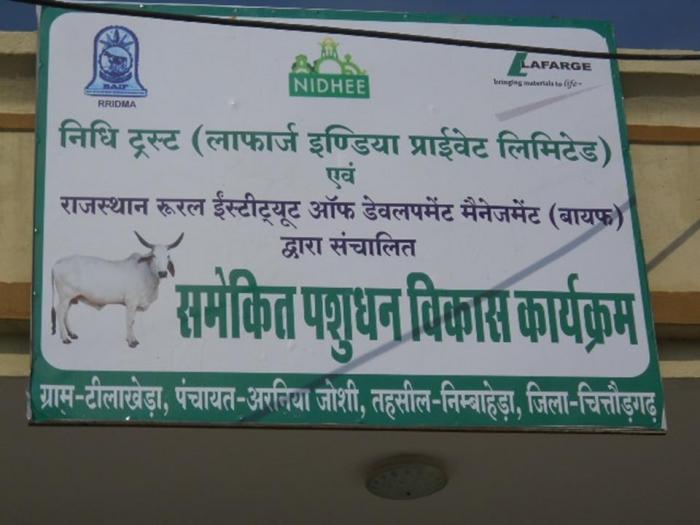 BAIF
RRIDMA
NIDHEE
LAFARGE
bringing materials to life™
निधि ट्रस्ट (लाफार्ज इण्डिया प्राईवेट लिमिटेड)
एवं
राजस्थान रूरल ईंस्टीट्यूट ऑफ डेवलपमेंट मैनेजमेंट (बायफ)
द्वारा संचालित
समेकित पशुधन विकास कार्यक्रम
ग्राम-टीलाखेड़ा, पंचायत-अरनिया जोशी, तहसील-निम्बाहेड़ा, जिला-चित्तौड़गढ़